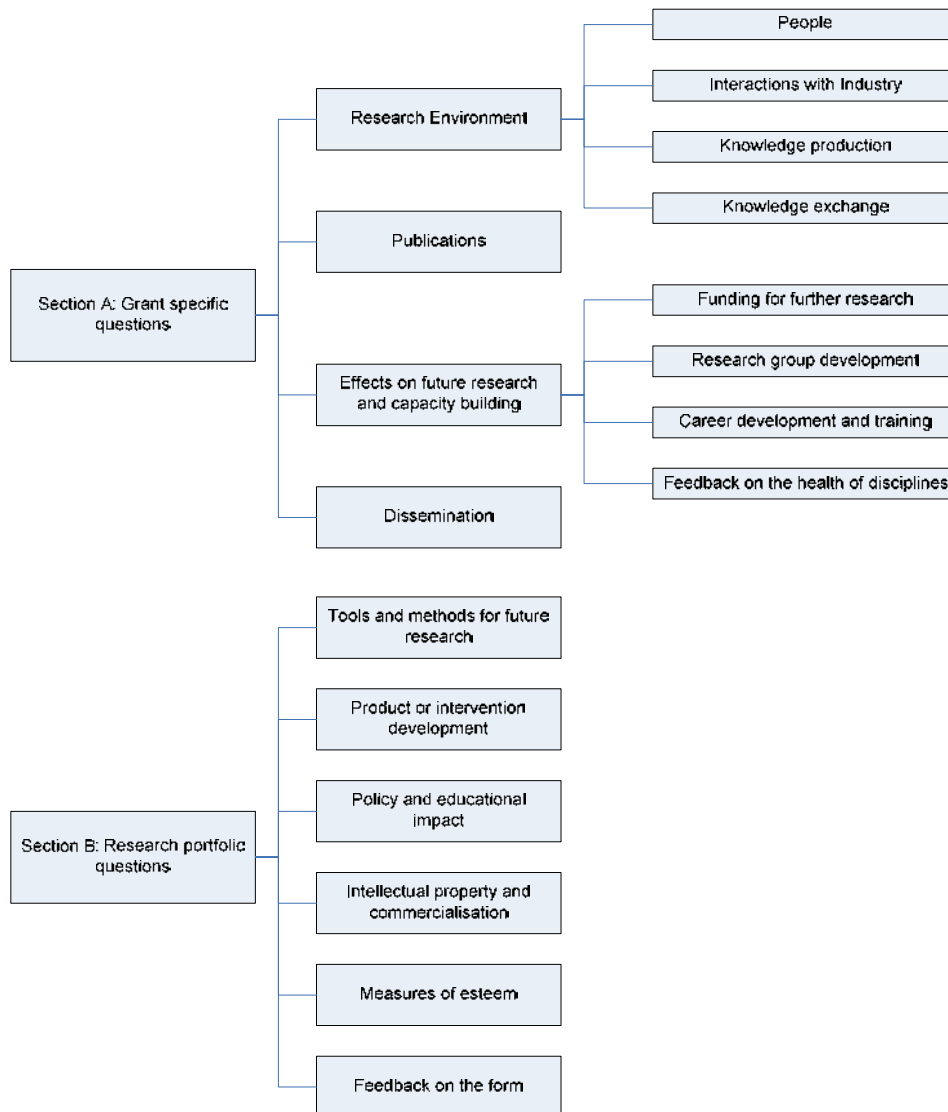 People
Research Environment
Interactions with Industry
Knowledge production
Knowledge exchange
Publications
Section A: Grant specific
questions
Effects on future research
and capacity building
Funding for further research
Research group development
Career development and training
Feedback on the health of disciplines
Dissemination
Section B: Research portfolic
questions
Tools and methods for future
research
Product or intervention
development
Policy and educational
impact
Intellectual property and
commercialisation
Measures of esteem
Feedback on the form